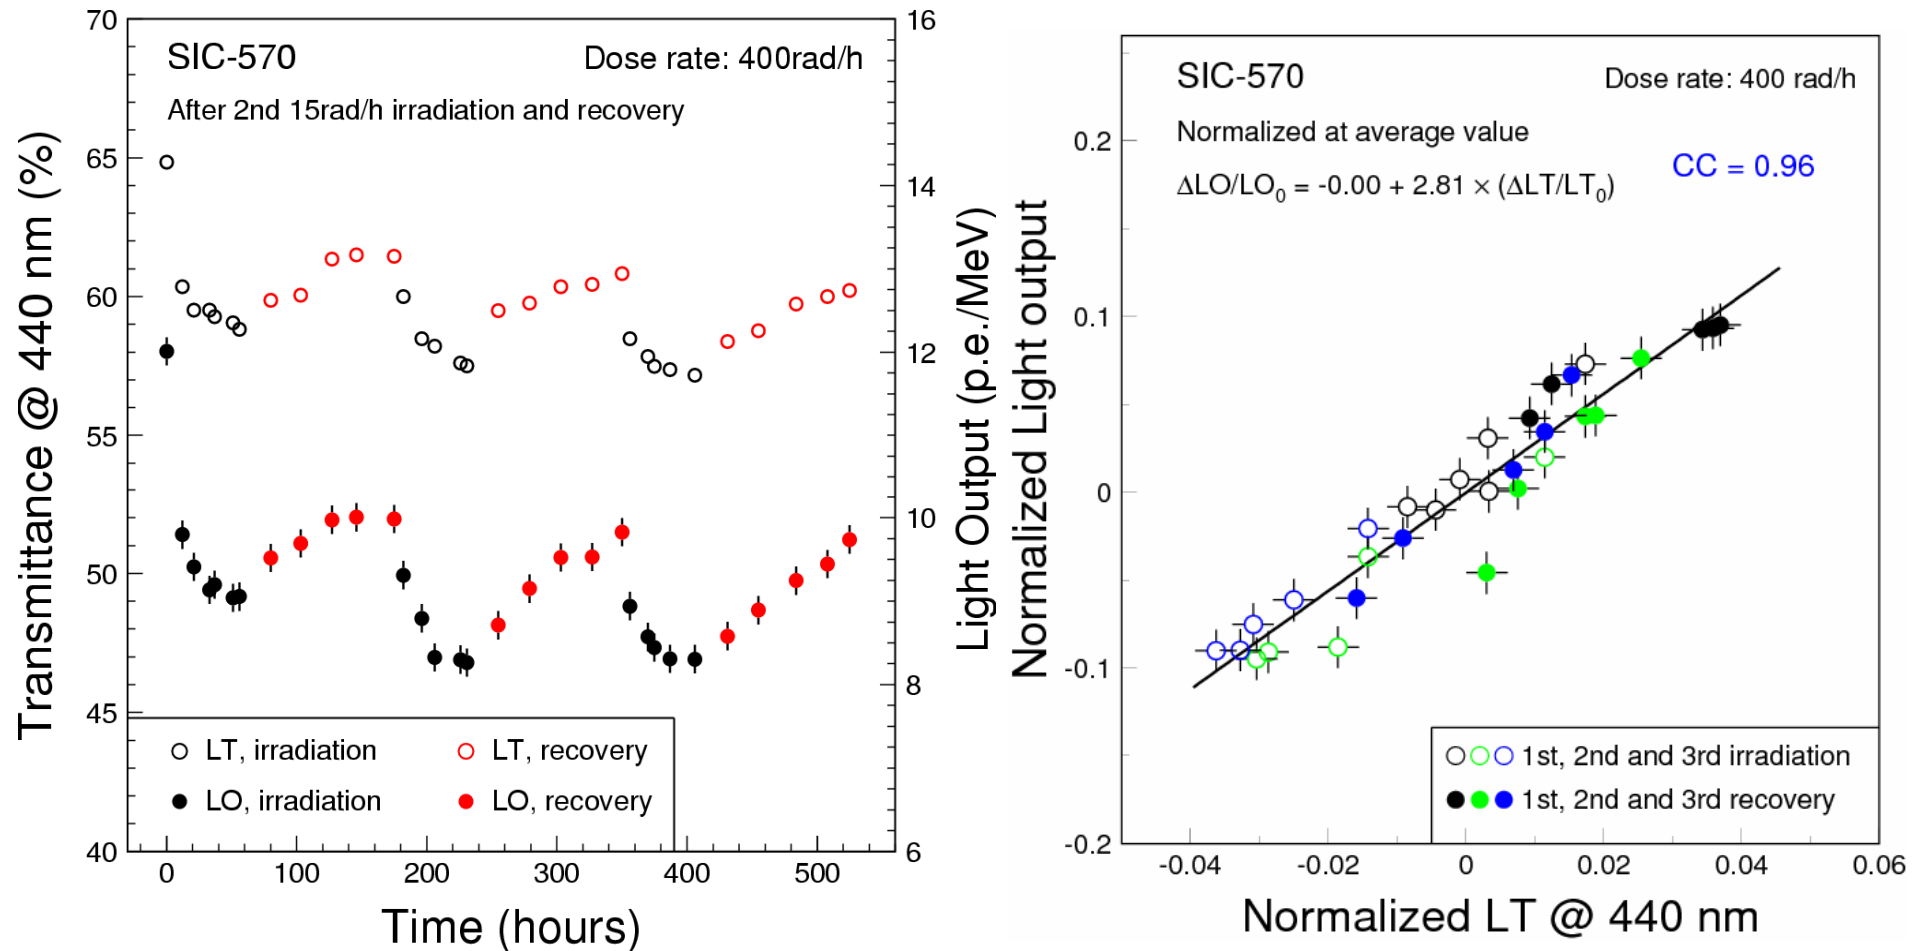 SIC-570
Dose rate: 400rad/h
After 2nd 15rad/h irradiation and recovery
70
65
60
55
50
45
40
Transmittance @ 440 nm (%)
16
14
12
10
8
6
Light Output (p.e./MeV)
LT, irradiation
LT, recovery
LO, irradiation
LO, recovery
0
100
200
300
400
500
Time (hours)
SIC-570
Dose rate: 400 rad/h
Normalized at average value
CC = 0.96
ΔLO/LO₀ = -0.00 + 2.81 × (ΔLT/LT₀)
0.2
0.1
0
-0.1
-0.2
Normalized Light output
1st, 2nd and 3rd irradiation
1st, 2nd and 3rd recovery
-0.04
-0.02
0
0.02
0.04
0.06
Normalized LT @ 440 nm